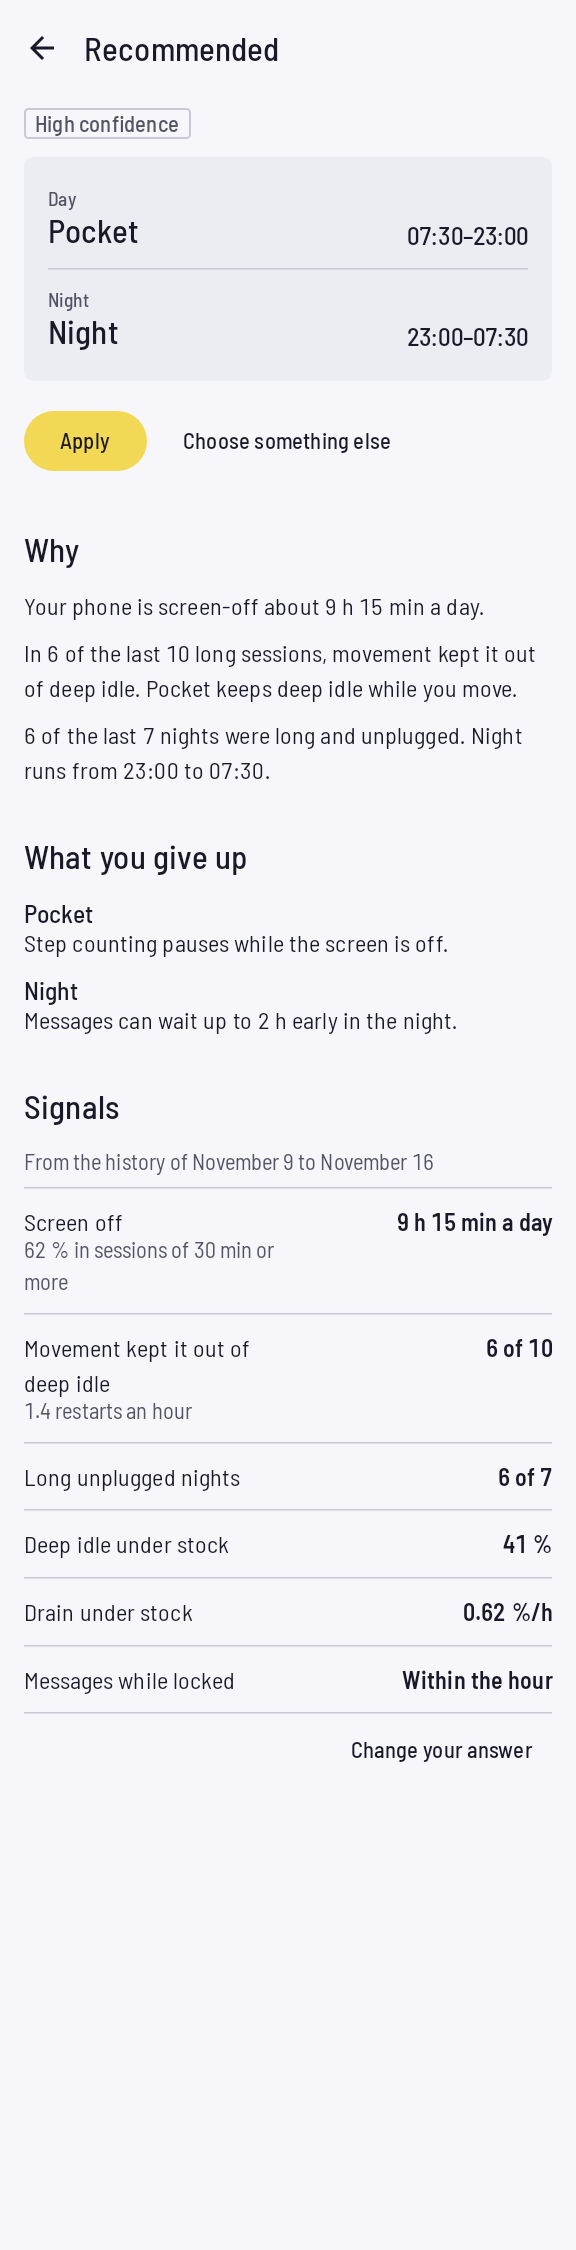 Recommended
High confidence
Day
Pocket
07:30–23:00
Night
Night
23:00–07:30
Apply
Choose something else
Why
Your phone is screen-off about 9 h 15 min a day.
In 6 of the last 10 long sessions, movement kept it out
of deep idle. Pocket keeps deep idle while you move.
6 of the last 7 nights were long and unplugged. Night
runs from 23:00 to 07:30.
What you give up
Pocket
Step counting pauses while the screen is off.
Night
Messages can wait up to 2 h early in the night.
Signals
From the history of November 9 to November 16
Screen off
9 h 15 min a day
62 % in sessions of 30 min or
more
Movement kept it out of
6 of 10
deep idle
1.4 restarts an hour
Long unplugged nights
6 of 7
Deep idle under stock
41 %
Drain under stock
0.62 %/h
Messages while locked
Within the hour
Change your answer